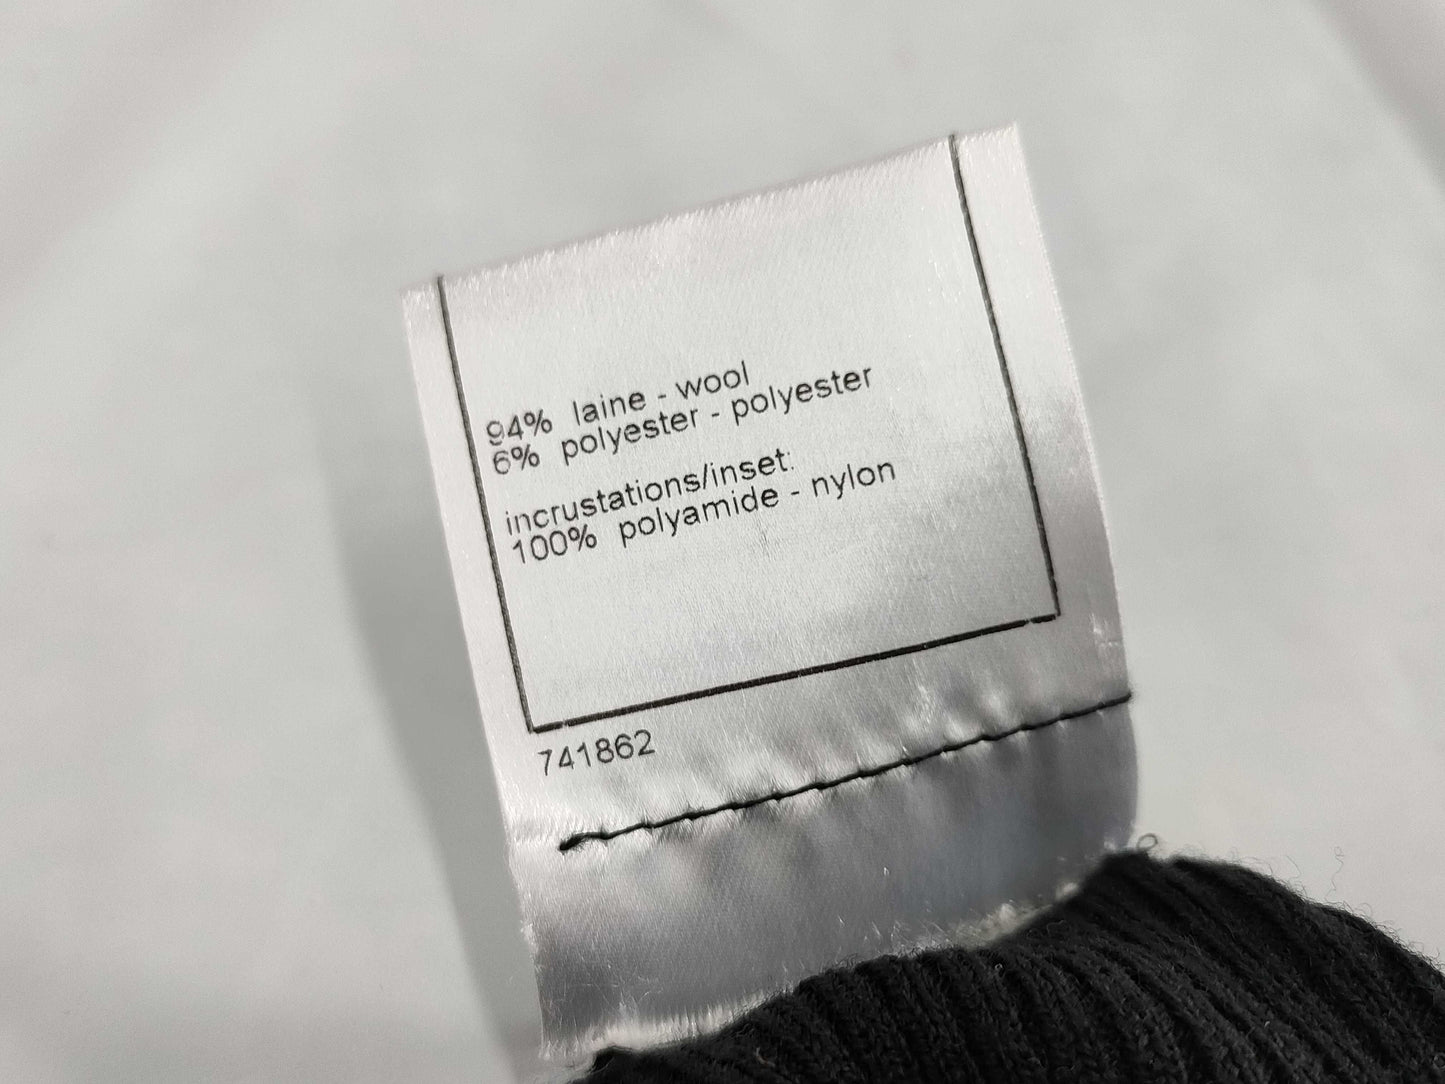 94% laine - wool
6% polyester - polyester
incrustations/inset:
100% polyamide - nylon
741862